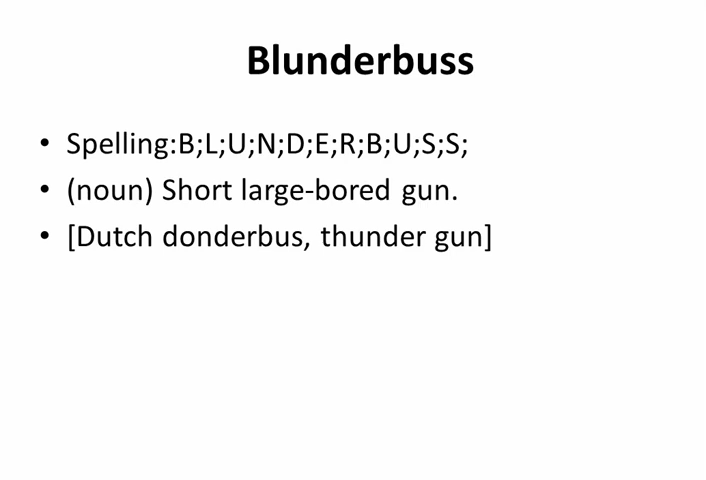 Blunderbuss
• Spelling:B;L;U;N;D;E;R;B;U;S;S;
• (noun) Short large-bored gun.
• [Dutch donderbus, thunder gun]